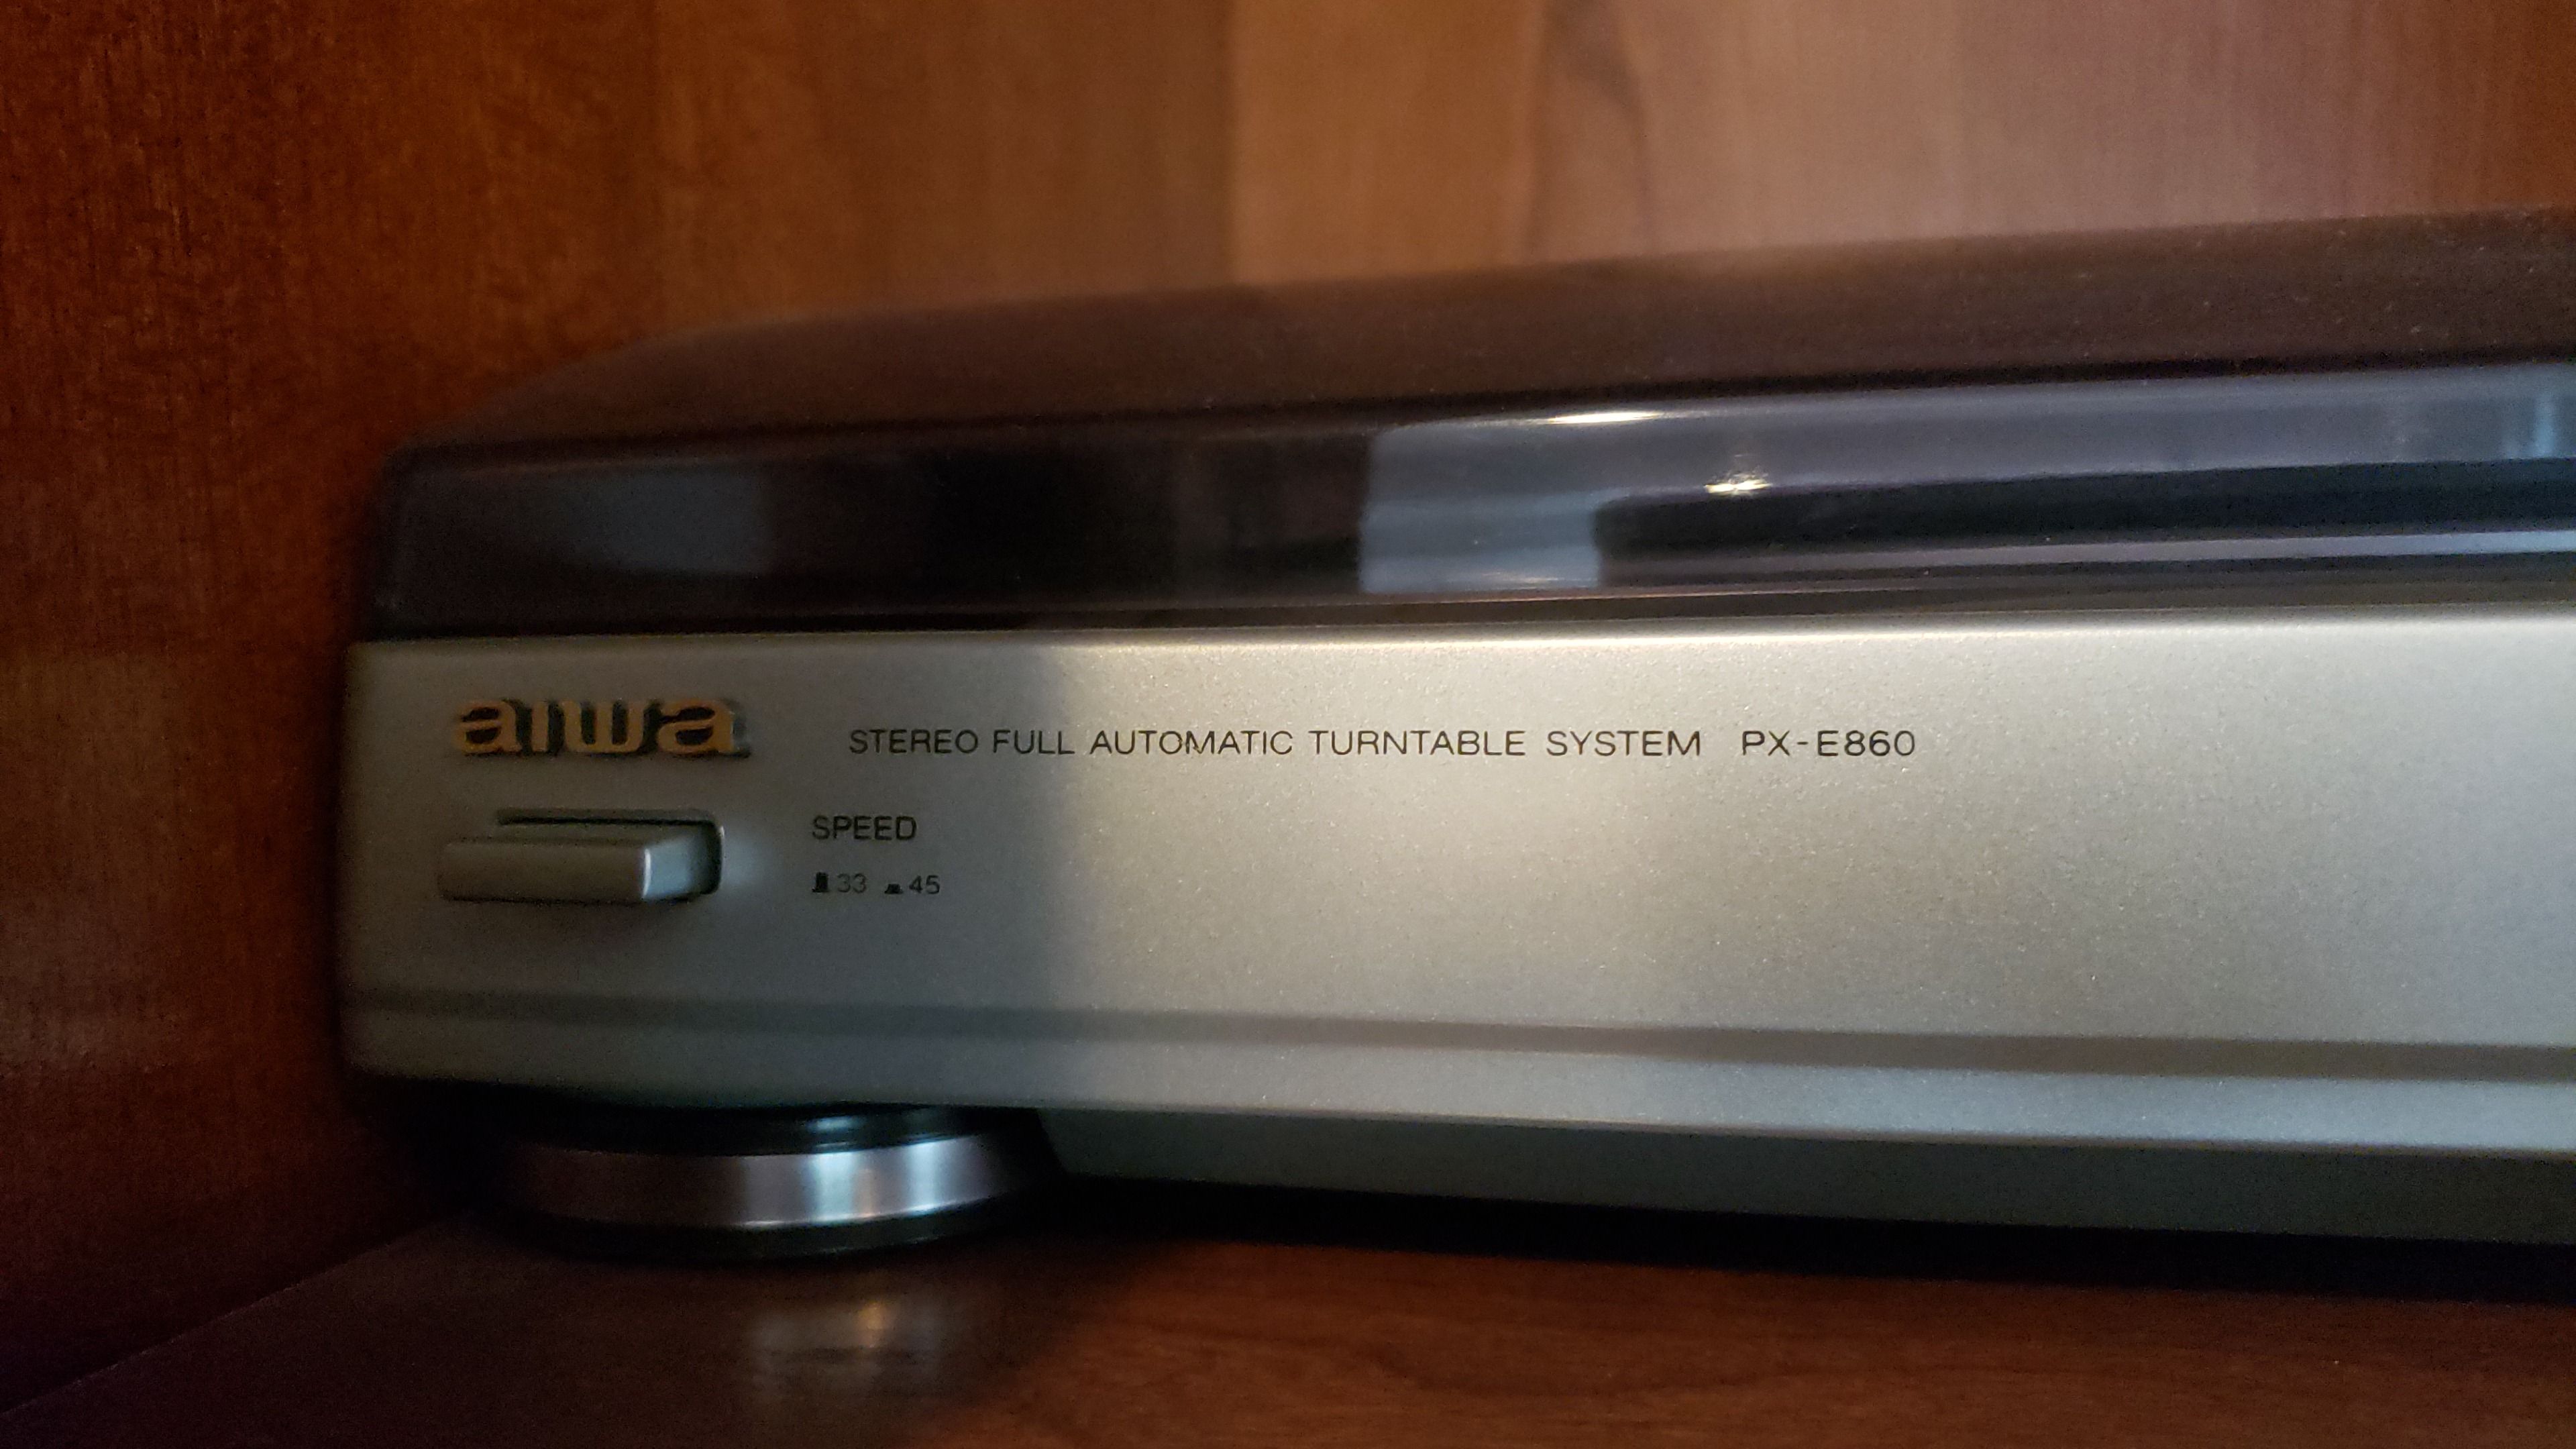 aiwa STEREO FULL AUTOMATIC TURNTABLE SYSTEM PX-E860
SPEED
33 45